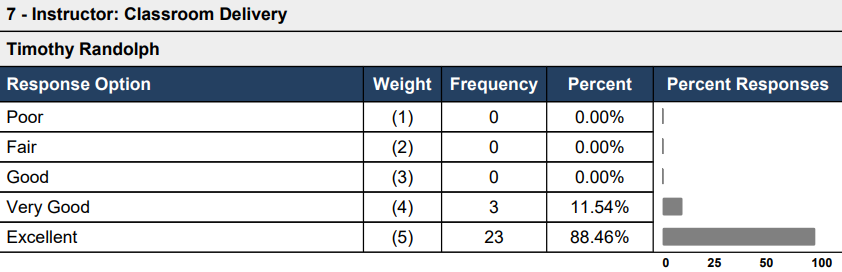 7 - Instructor: Classroom Delivery
Timothy Randolph
Response Option Weight Frequency Percent Percent Responses
Poor (1) 0 0.00%
Fair (2) 0 0.00%
Good (3) 0 0.00%
Very Good (4) 3 11.54%
Excellent (5) 23 88.46%
0 25 50 100